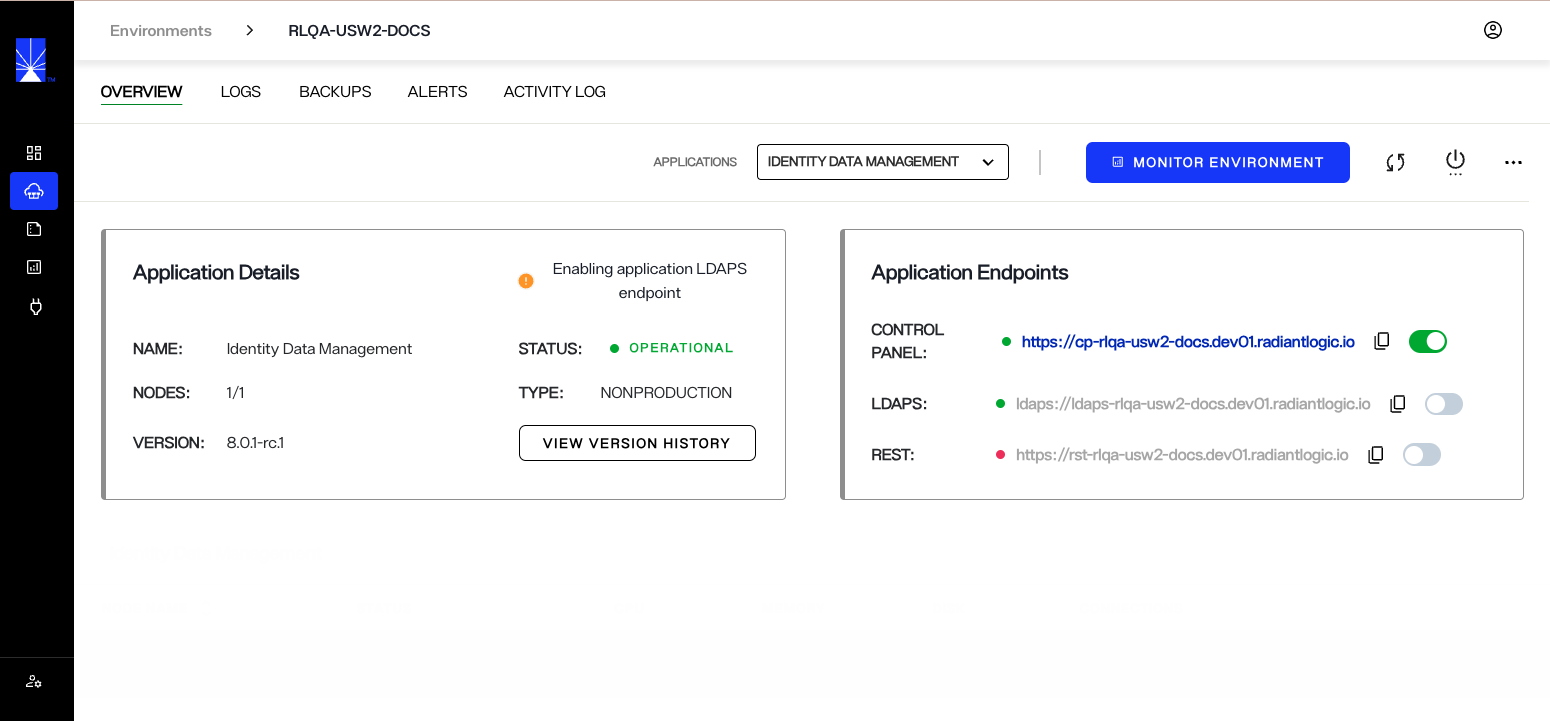 Environments > RLQA-USW2-DOCS
TM
OVERVIEW LOGS BACKUPS ALERTS ACTIVITY LOG
APPLICATIONS IDENTITY DATA MANAGEMENT MONITOR ENVIRONMENT
Application Details
Enabling application LDAPS
endpoint
NAME: Identity Data Management
STATUS: OPERATIONAL
NODES: 1/1
TYPE: NONPRODUCTION
VERSION: 8.0.1-rc.1
VIEW VERSION HISTORY
Application Endpoints
CONTROL
PANEL: https://cp-rlqa-usw2-docs.dev01.radiantlogic.io
LDAPS: ldaps://ldaps-rlqa-usw2-docs.dev01.radiantlogic.io
REST: https://rst-rlqa-usw2-docs.dev01.radiantlogic.io